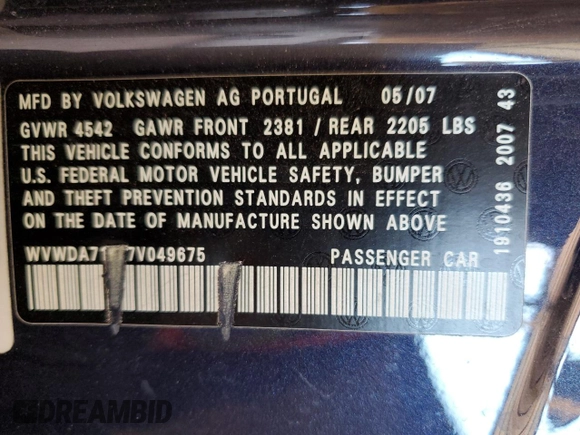 MFD BY VOLKSWAGEN AG PORTUGAL 05/07
GVWR 4542 GAWR FRONT 2381 / REAR 2205 LBS
THIS VEHICLE CONFORMS TO ALL APPLICABLE
U.S. FEDERAL MOTOR VEHICLE SAFETY, BUMPER
AND THEFT PREVENTION STANDARDS IN EFFECT
ON THE DATE OF MANUFACTURE SHOWN ABOVE
PASSENGER CAR
1910436 2007 43
DREAMBID